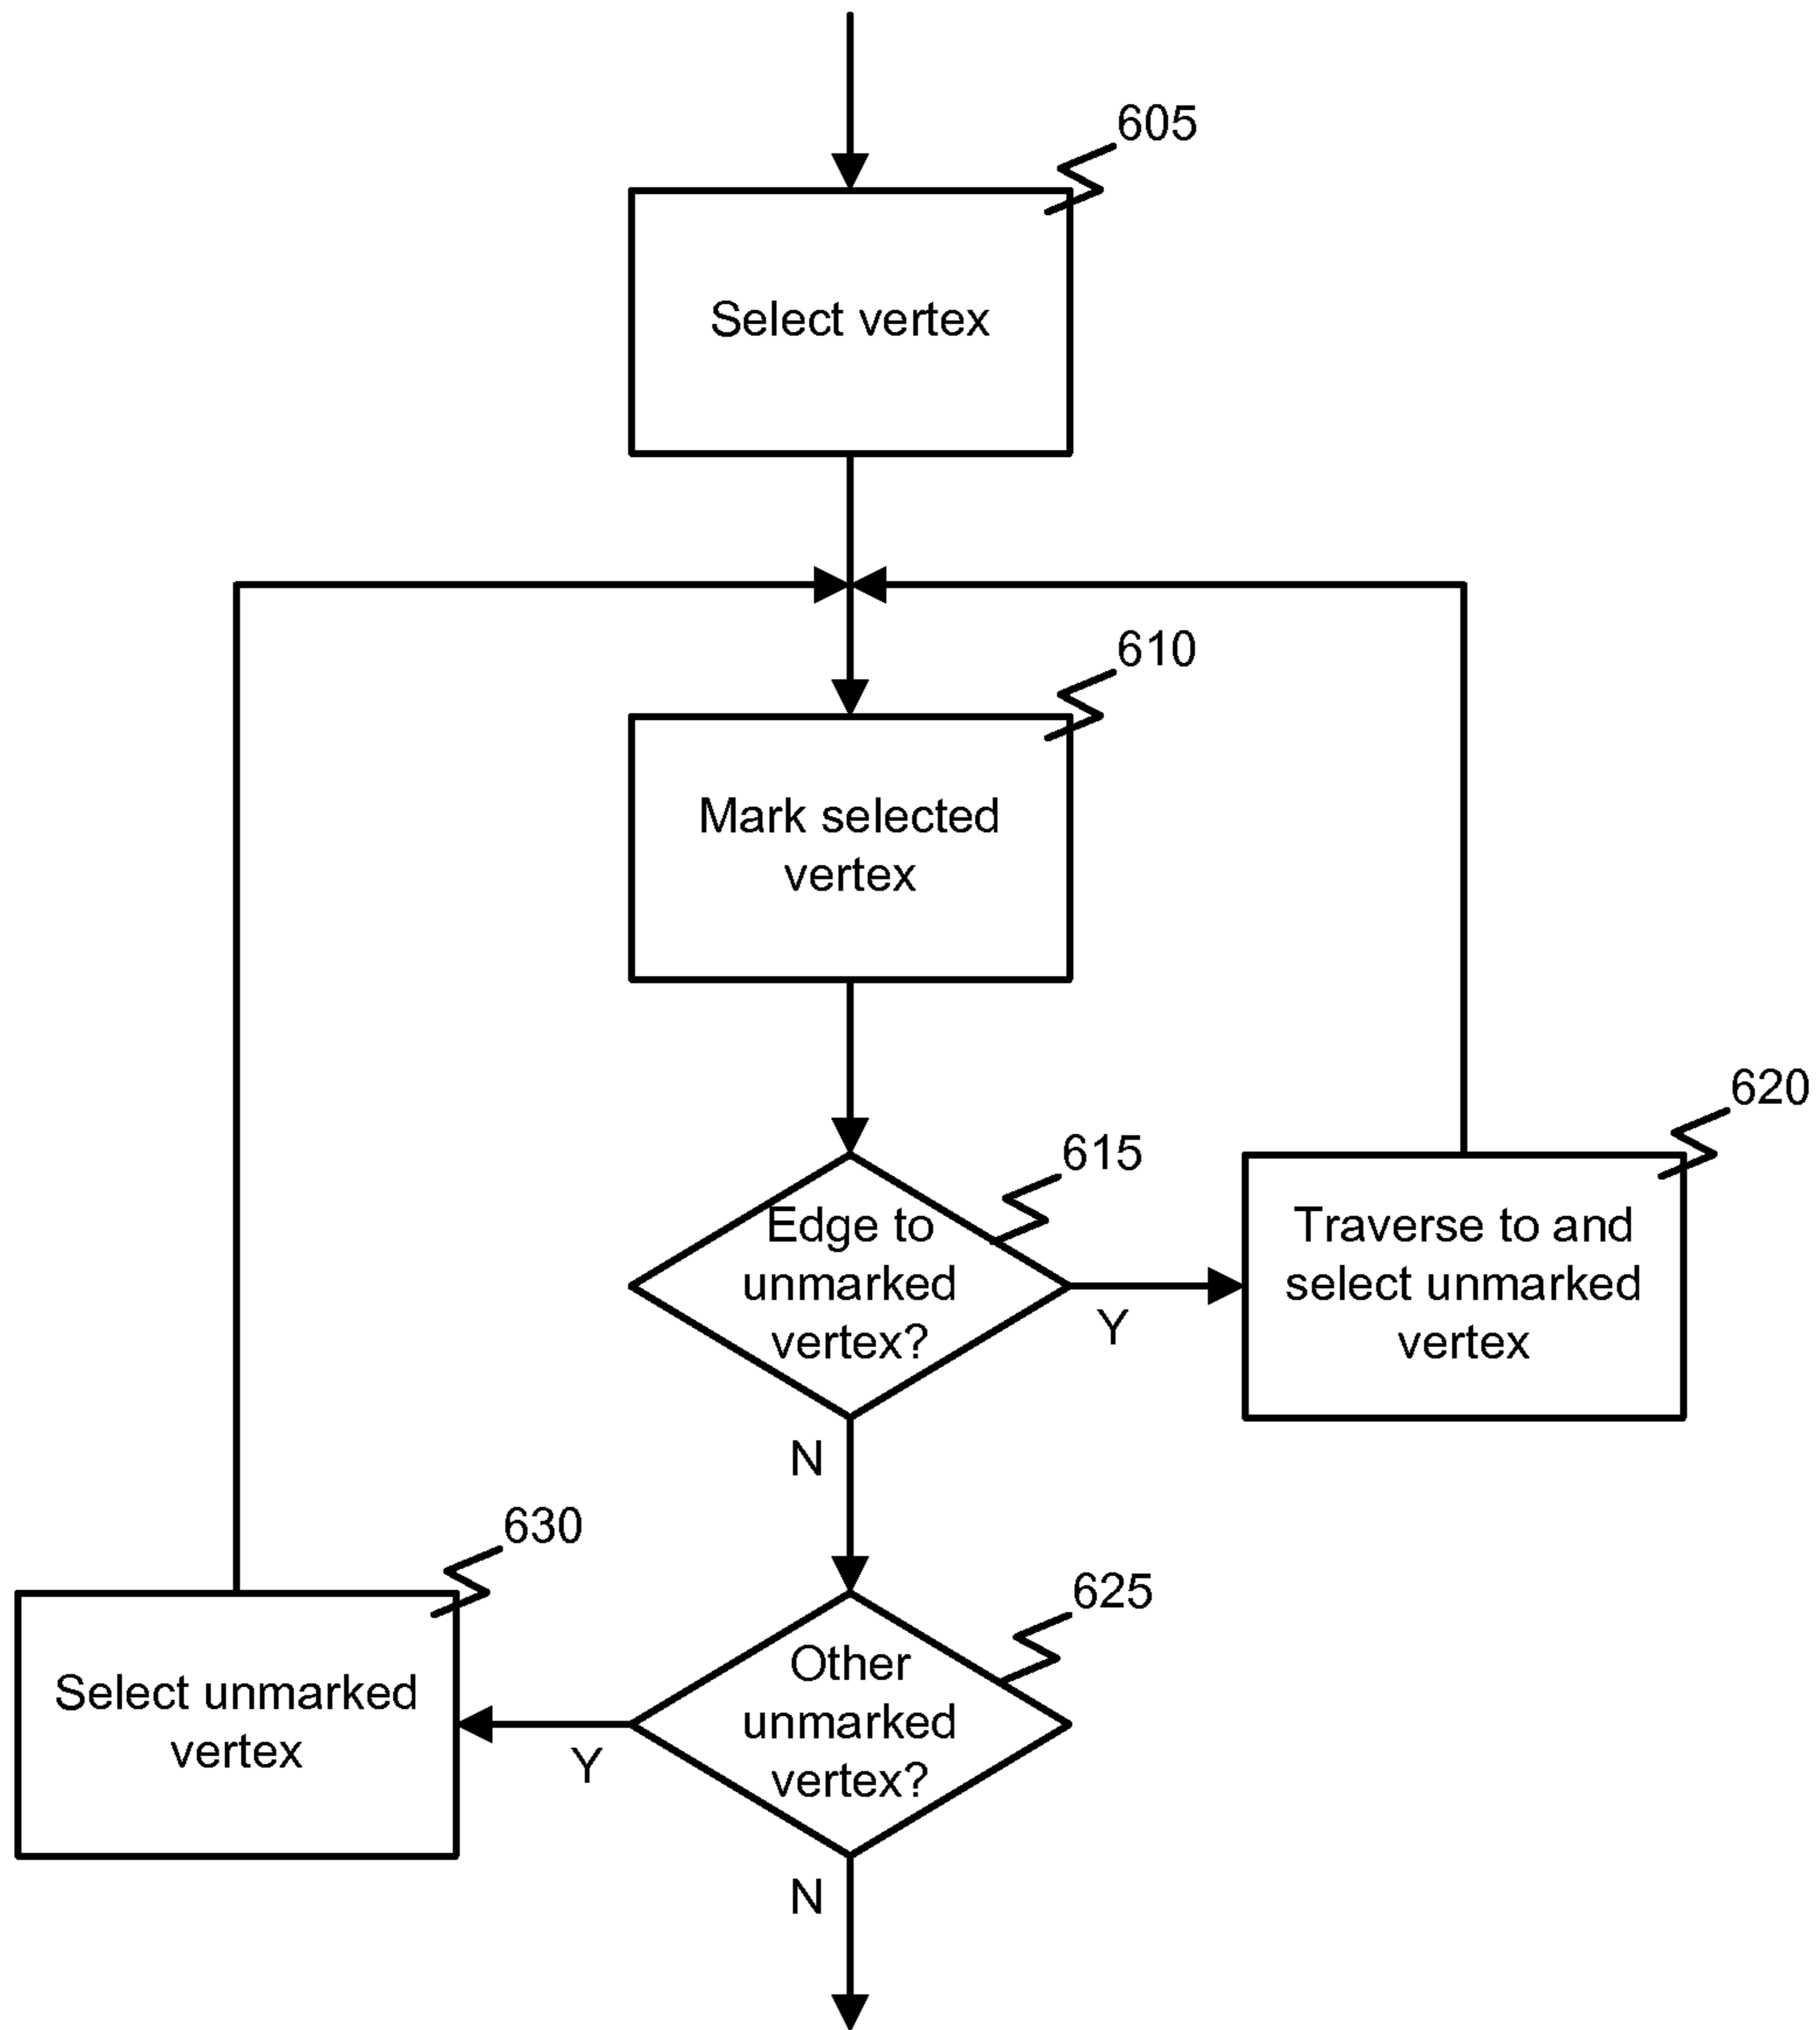 605
Select vertex
610
Mark selected
vertex
620
615
Edge to
unmarked
vertex?
Y
Traverse to and
select unmarked
vertex
N
630
625
Other
unmarked
vertex?
Select unmarked
vertex
Y
N